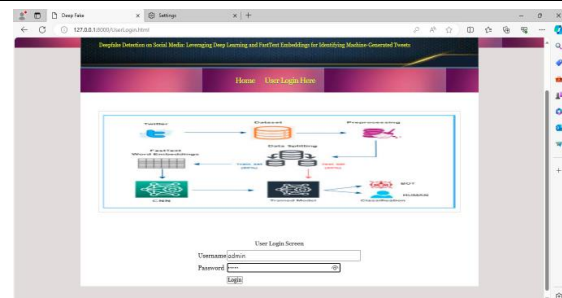 Deep Fake
Settings
127.0.0.1:8000/UserLogin.html
Deepfake Detection on Social Media: Leveraging Deep Learning and FastText Embeddings for Identifying Machine-Generated Tweets
Home User Login Here
Twitter Dataset Preprocessing
FastText
Word Embeddings
Data Splitting
CNN Trained Model Classification
BOT
HUMAN
User Login Screen
Username admin
Password •••••
Login